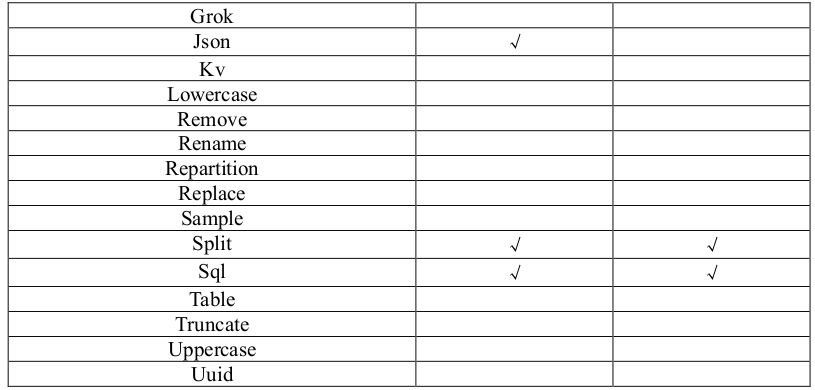 Grok
Json √
Kv
Lowercase
Remove
Rename
Repartition
Replace
Sample
Split √ √
Sql √ √
Table
Truncate
Uppercase
Uuid